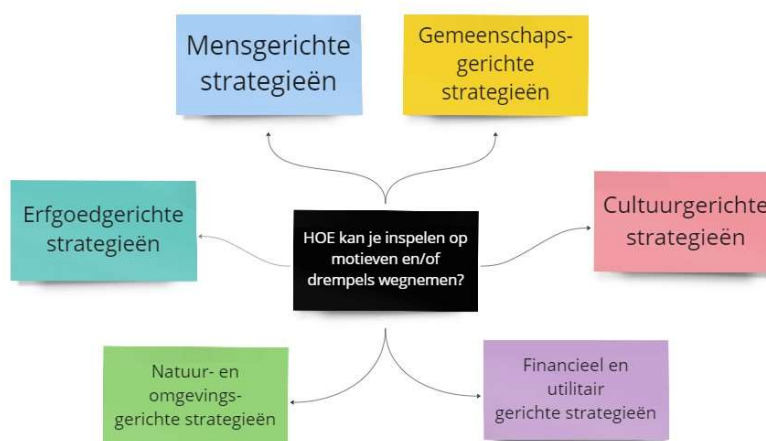 Mensgerichte
strategieën
Gemeenschaps-
gerichte
strategieën
Erfgoedgerichte
strategieën
HOE kan je inspelen op
motieven en/of
drempels wegnemen?
Cultuurgerichte
strategieën
Natuur- en
omgevings-
gerichte strategieën
Financieel en
utilitair
gerichte strategieën